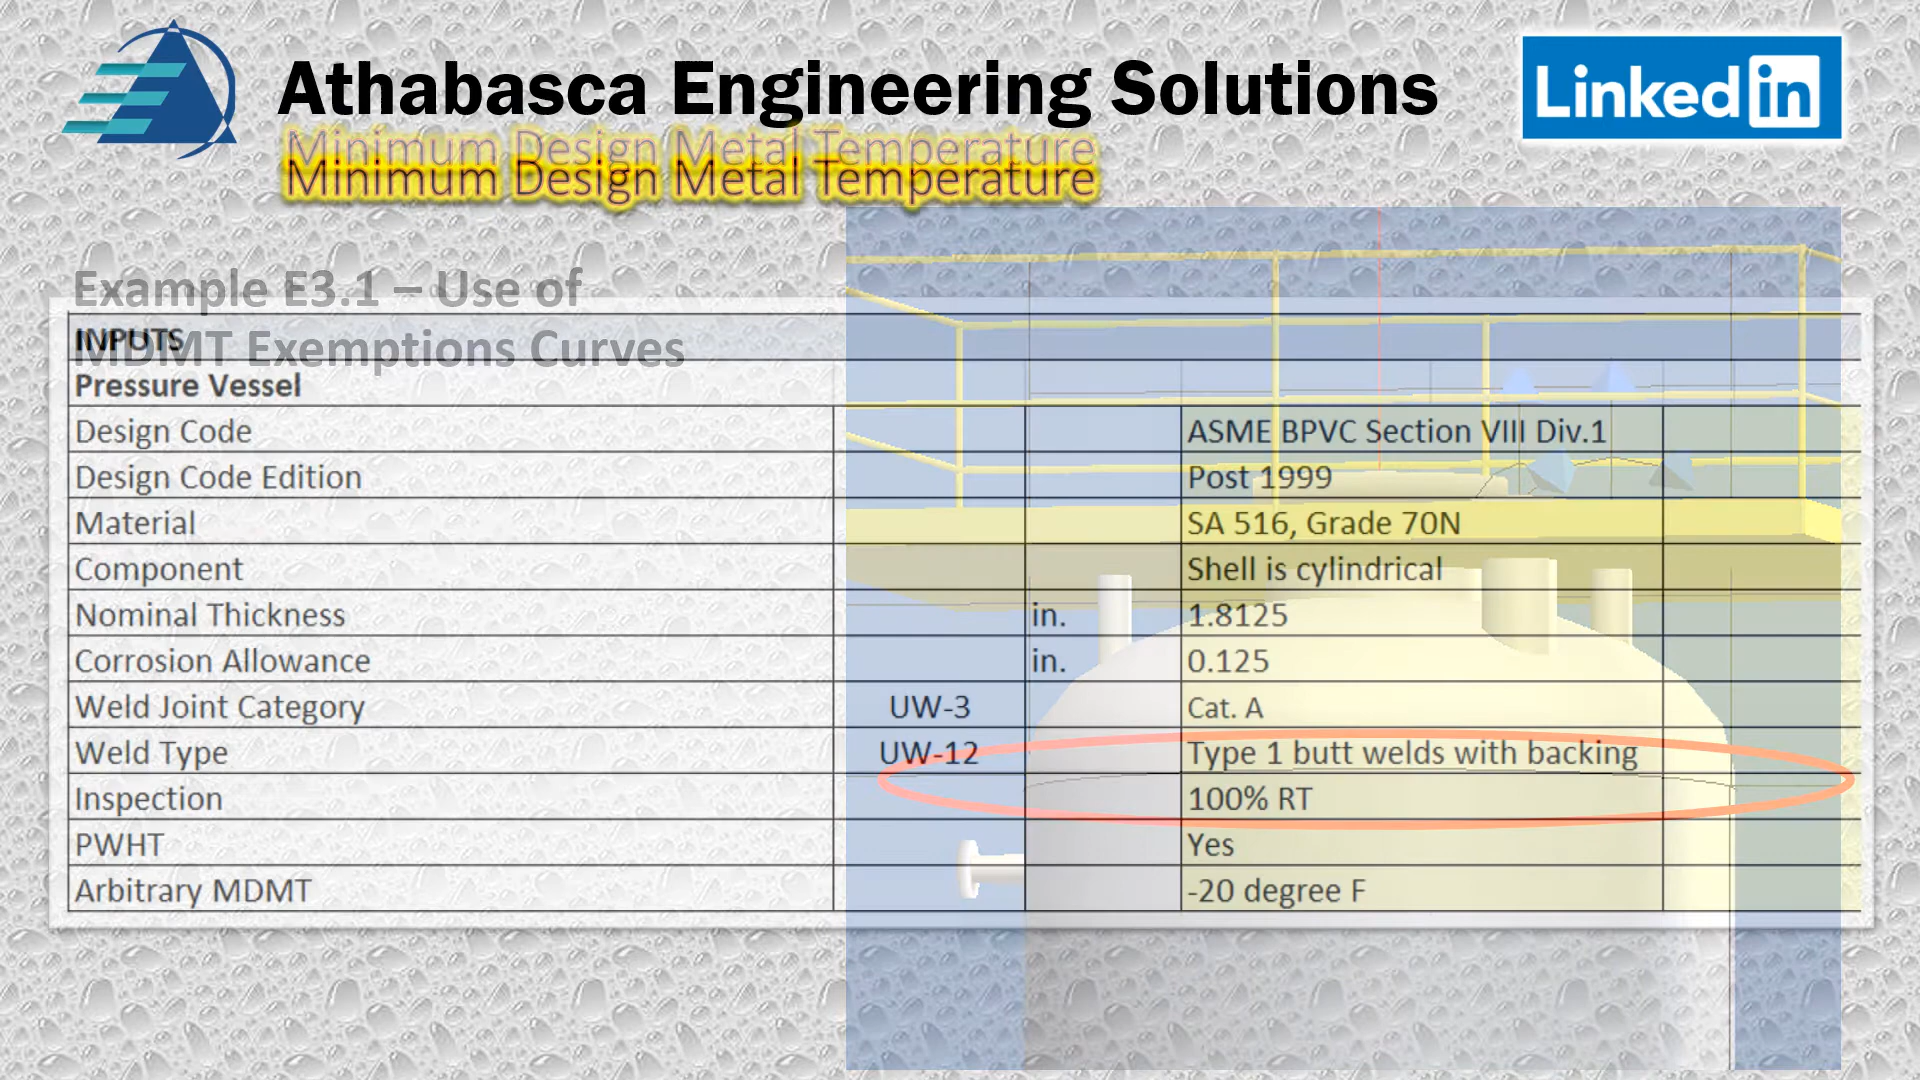 Athabasca Engineering Solutions
Linked in
Minimum Design Metal Temperature
Minimum Design Metal Temperature
Example E3.1 – Use of
MDMT Exemptions Curves
INPUTS
Pressure Vessel
Design Code ASME BPVC Section VIII Div.1
Design Code Edition Post 1999
Material SA 516, Grade 70N
Component Shell is cylindrical
Nominal Thickness in. 1.8125
Corrosion Allowance in. 0.125
Weld Joint Category UW-3 Cat. A
Weld Type UW-12 Type 1 butt welds with backing
Inspection 100% RT
PWHT Yes
Arbitrary MDMT -20 degree F